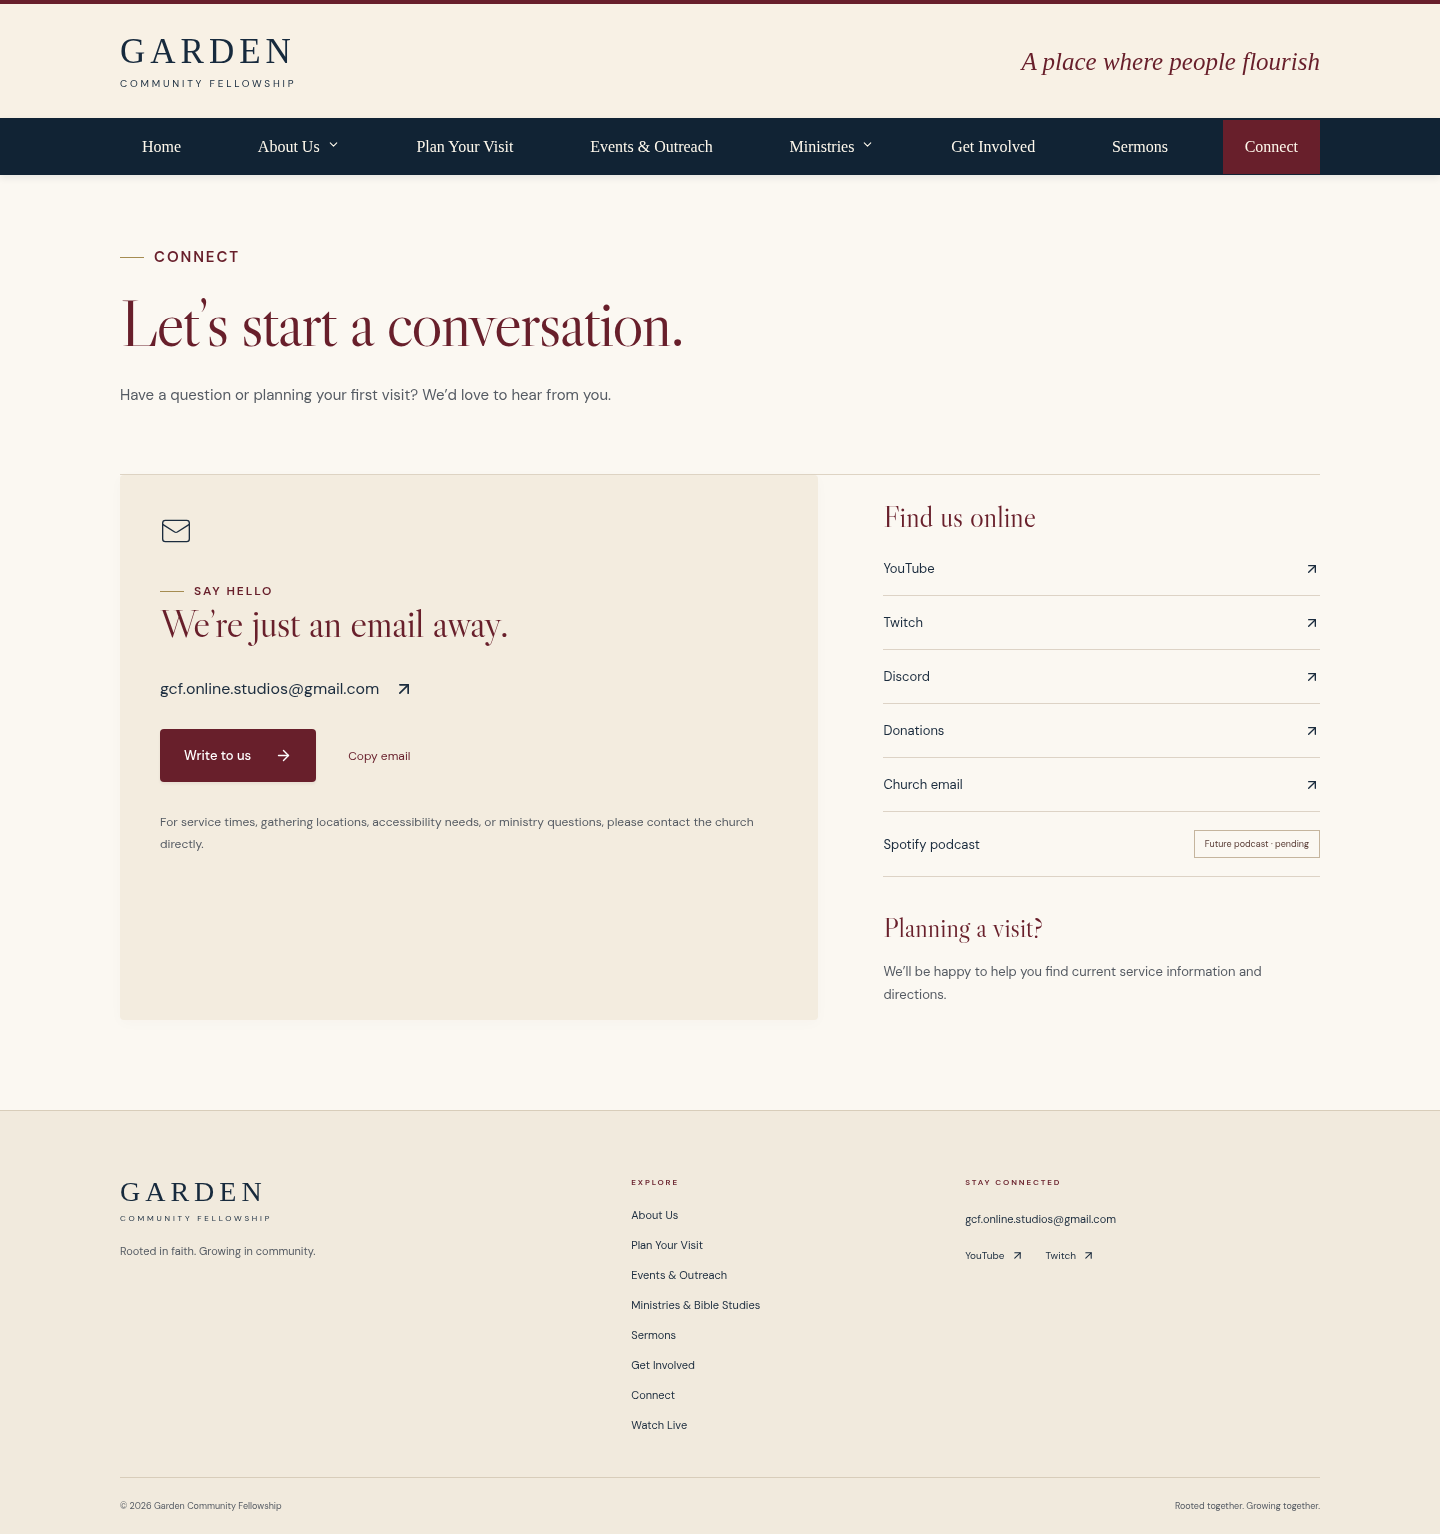 GARDEN
COMMUNITY FELLOWSHIP
A place where people flourish
Home
About Us
Plan Your Visit
Events & Outreach
Ministries
Get Involved
Sermons
Connect
CONNECT
Let’s start a conversation.
Have a question or planning your first visit? We’d love to hear from you.
SAY HELLO
We’re just an email away.
gcf.online.studios@gmail.com
Write to us
Copy email
For service times, gathering locations, accessibility needs, or ministry questions, please contact the church
directly.
Find us online
YouTube
Twitch
Discord
Donations
Church email
Spotify podcast
Future podcast · pending
Planning a visit?
We’ll be happy to help you find current service information and
directions.
GARDEN
COMMUNITY FELLOWSHIP
Rooted in faith. Growing in community.
EXPLORE
About Us
Plan Your Visit
Events & Outreach
Ministries & Bible Studies
Sermons
Get Involved
Connect
Watch Live
STAY CONNECTED
gcf.online.studios@gmail.com
YouTube
Twitch
© 2026 Garden Community Fellowship
Rooted together. Growing together.